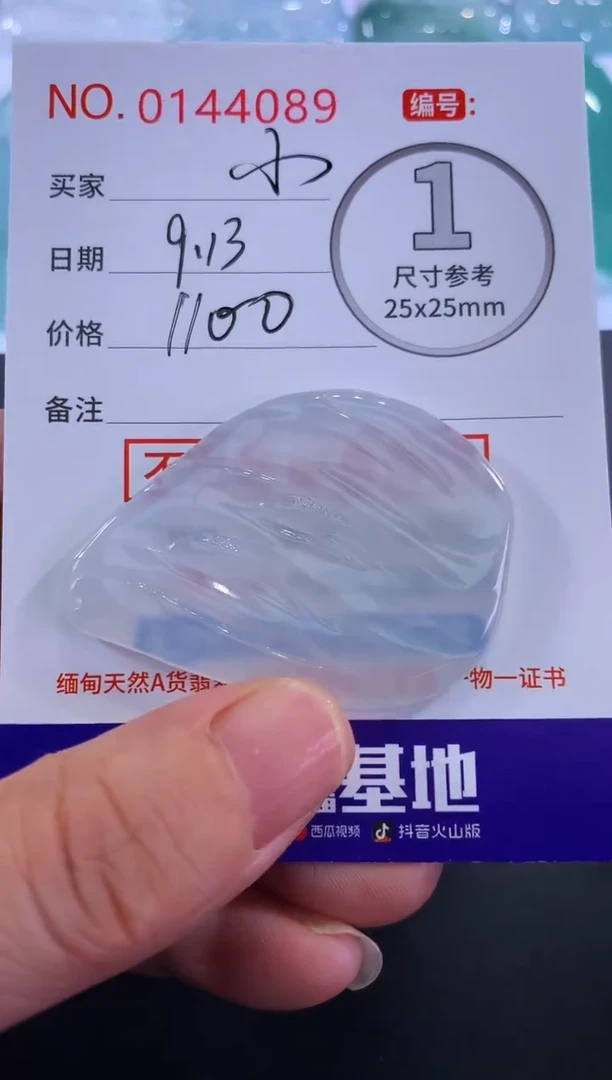 NO. 0144089 编号:
买家 小
日期 9.13
价格 1100
1
尺寸参考
25x25mm
备注
不
缅甸天然A货翡 物一证书
基地
西瓜视频 抖音火山版